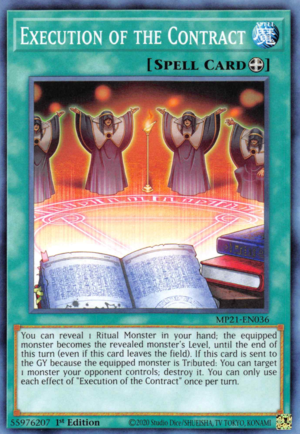 EXECUTION OF THE CONTRACT
SPELL
魔
[SPELL CARD]
MP21-EN036
You can reveal 1 Ritual Monster in your hand; the equipped
monster becomes the revealed monster's Level, until the end of
this turn (even if this card leaves the field). If this card is sent to
the GY because the equipped monster is Tributed: You can target
1 monster your opponent controls; destroy it. You can only use
each effect of "Execution of the Contract" once per turn.
55976207 1st Edition ©2020 Studio Dice/SHUEISHA, TV TOKYO, KONAMI